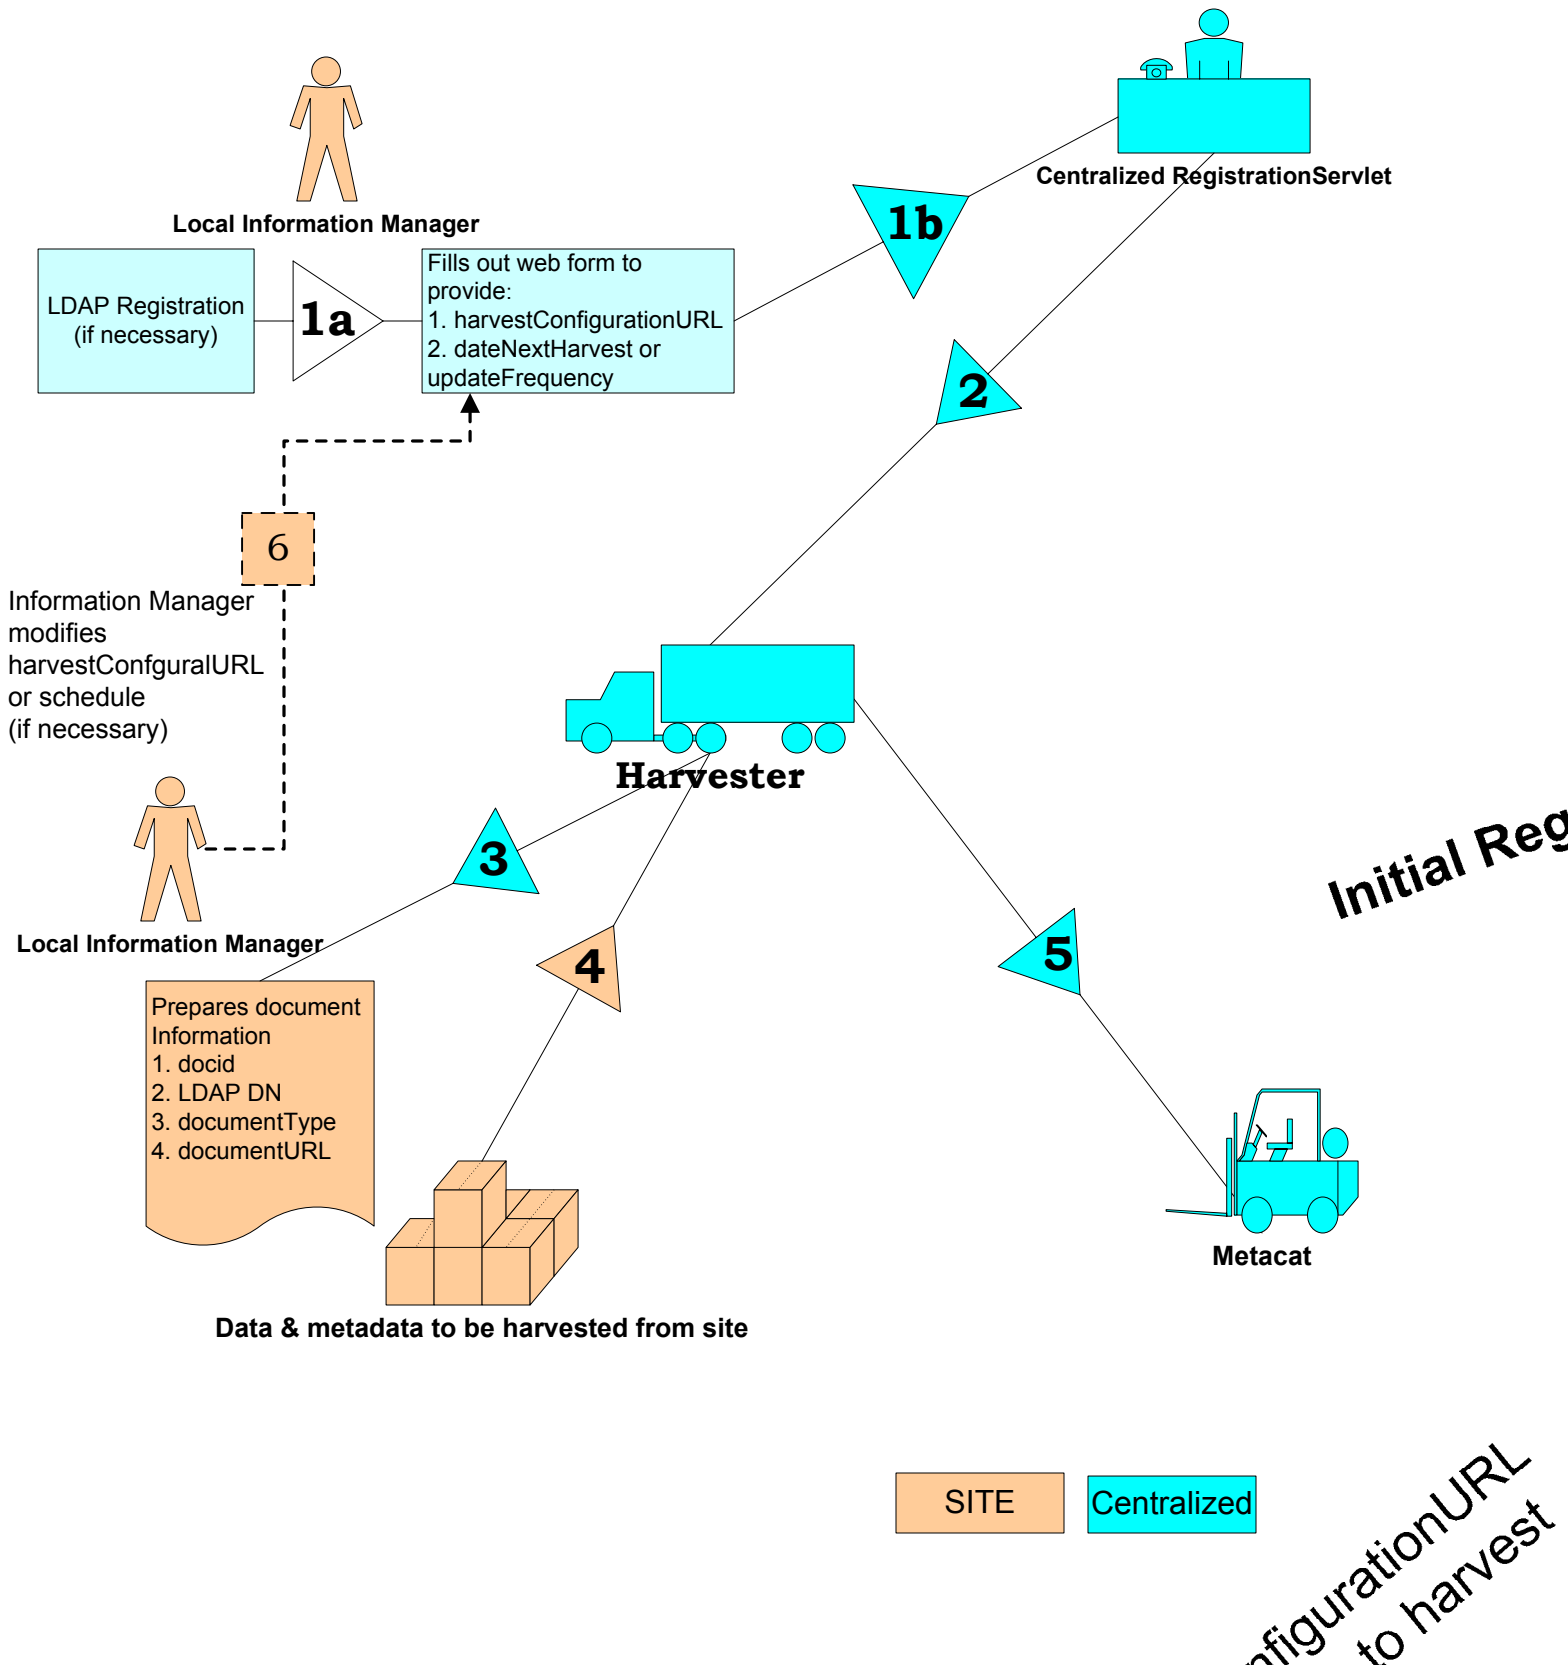 Local Information Manager
Centralized RegistrationServlet
LDAP Registration
(if necessary)
1a
Fills out web form to
provide:
1. harvestConfigurationURL
2. dateNextHarvest or
updateFrequency
1b
2
6
Information Manager
modifies
harvestConfguralURL
or schedule
(if necessary)
Harvester
3
Local Information Manager
4
5
Initial Reg
Prepares document
Information
1. docid
2. LDAP DN
3. documentType
4. documentURL
Metacat
Data & metadata to be harvested from site
SITE
Centralized
nfigurationURL
to harvest